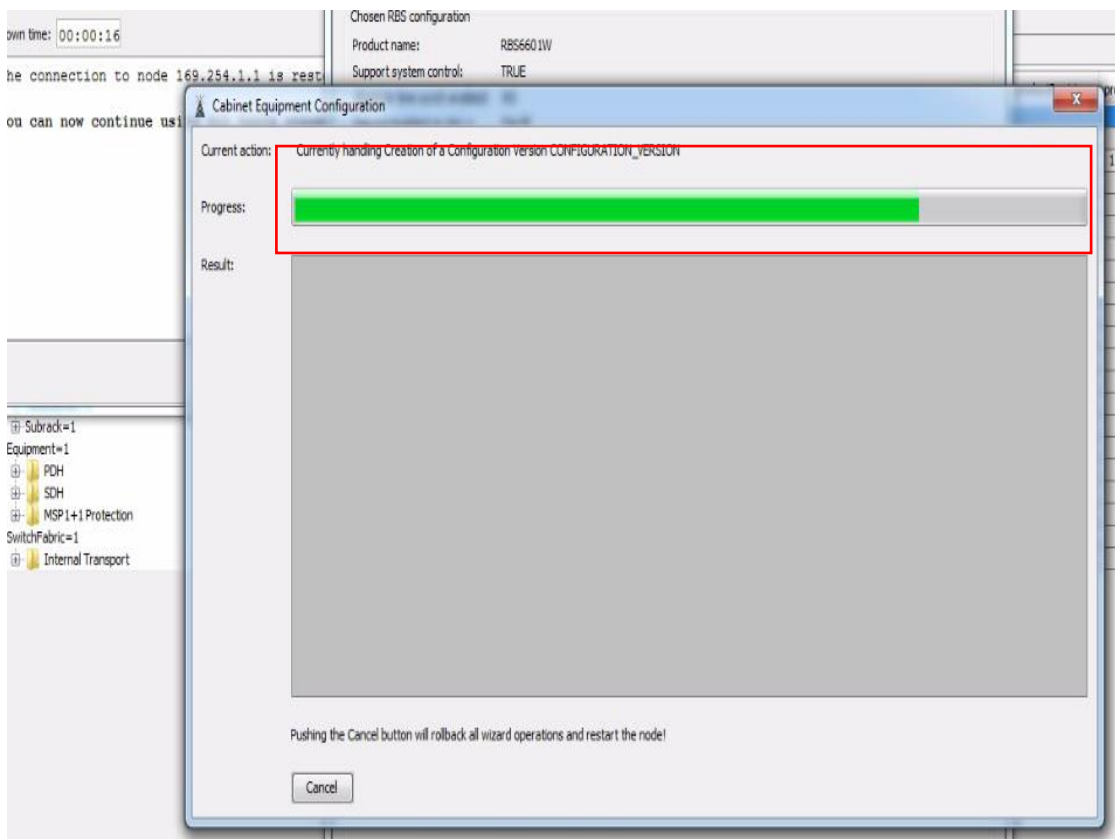 own time: 00:00:16
he connection to node 169.254.1.1 is rest
ou can now continue usi
Chosen RBS configuration
Product name: RBS6601W
Support system control: TRUE
Cabinet Equipment Configuration
X
Current action: Currently handling Creation of a Configuration Version CONFIGURATION_VERSION
Progress:
Result:
Subrack=1
Equipment=1
PDH
SDH
MSP1+1 Protection
SwitchFabric=1
Internal Transport
Pushing the Cancel button will rollback all wizard operations and restart the node!
Cancel